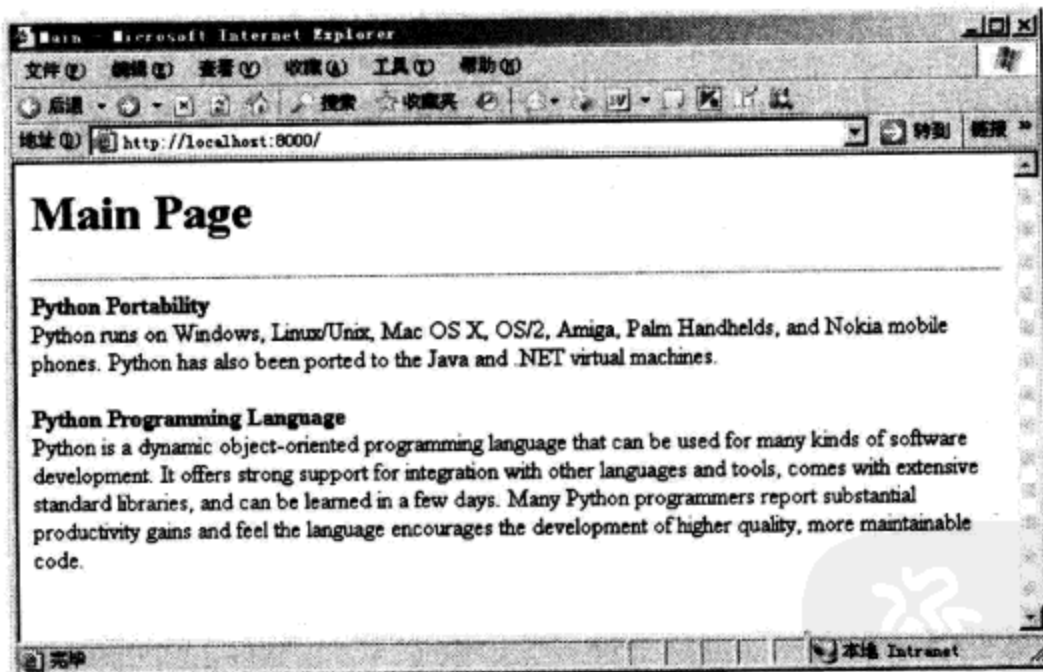 Main - Microsoft Internet Explorer
文件(F) 编辑(E) 查看(V) 收藏(A) 工具(T) 帮助(H)
后退 搜索 收藏夹
地址(D) http://localhost:8000/ 转到 链接 »
Main Page
Python Portability
Python runs on Windows, Linux/Unix, Mac OS X, OS/2, Amiga, Palm Handhelds, and Nokia mobile
phones. Python has also been ported to the Java and .NET virtual machines.
Python Programming Language
Python is a dynamic object-oriented programming language that can be used for many kinds of software
development. It offers strong support for integration with other languages and tools, comes with extensive
standard libraries, and can be learned in a few days. Many Python programmers report substantial
productivity gains and feel the language encourages the development of higher quality, more maintainable
code.
完毕 本地 Intranet